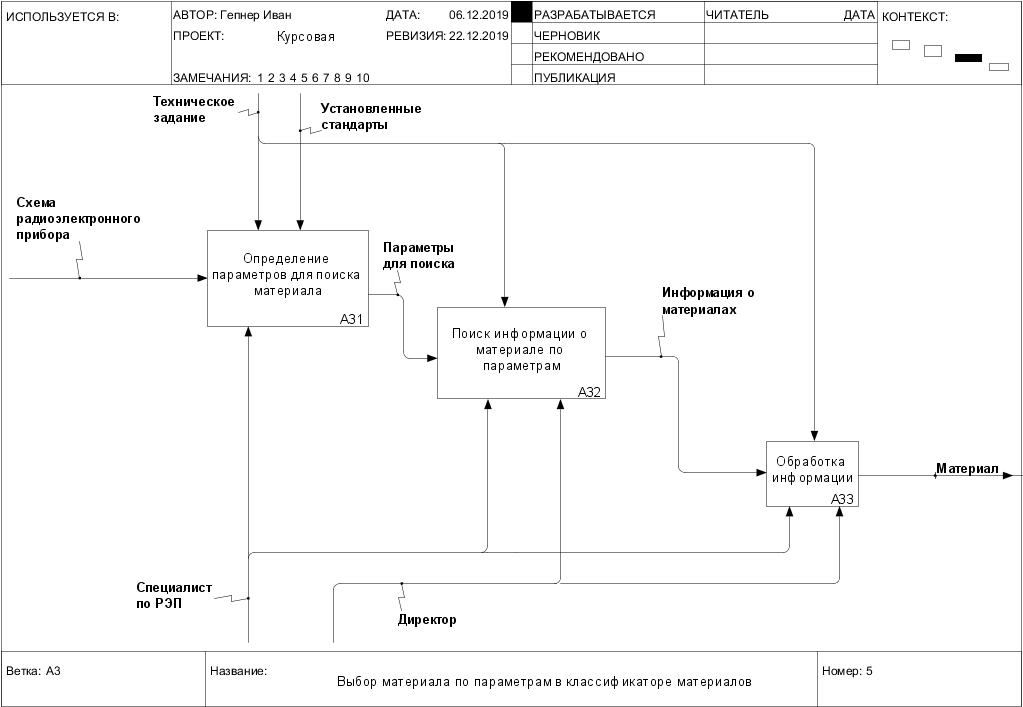 ИСПОЛЬЗУЕТСЯ В:
АВТОР: Гепнер Иван
ДАТА: 06.12.2019
РАЗРАБАТЫВАЕТСЯ
ЧИТАТЕЛЬ
ДАТА
КОНТЕКСТ:
ПРОЕКТ: Курсовая
РЕВИЗИЯ: 22.12.2019
ЧЕРНОВИК
РЕКОМЕНДОВАНО
ЗАМЕЧАНИЯ: 1 2 3 4 5 6 7 8 9 10
ПУБЛИКАЦИЯ
Техническое
задание
Установленные
стандарты
Схема
радиоэлектронного
прибора
Определение
параметров для поиска
материала
A31
Параметры
для поиска
Поиск информации о
материале по
параметрам
A32
Информация о
материалах
Обработка
информации
A33
Материал
Специалист
по РЭП
Директор
Ветка: A3
Название:
Выбор материала по параметрам в классификаторе материалов
Номер: 5